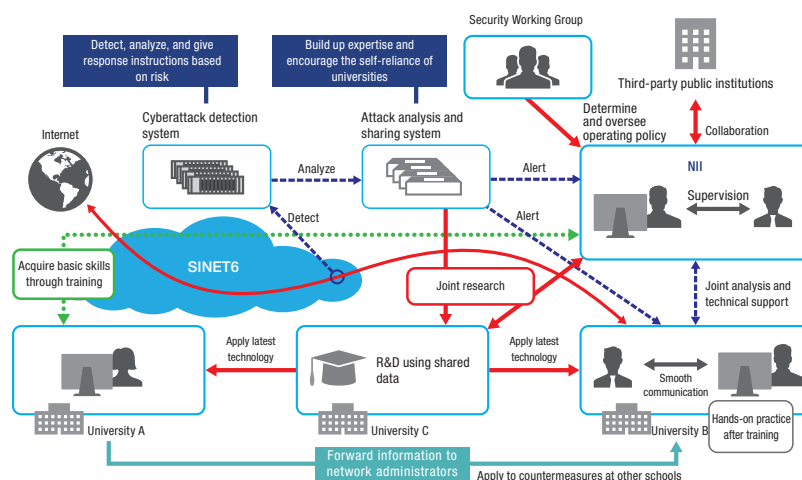 Security Working Group
Detect, analyze, and give
response instructions based
on risk
Build up expertise and
encourage the self-reliance of
universities
Third-party public institutions
Cyberattack detection
system
Attack analysis and
sharing system
Determine
and oversee
operating policy
Collaboration
Internet
Analyze
Alert
NII
Supervision
Detect
Alert
SINET6
Acquire basic skills
through training
Joint research
Joint analysis and
technical support
Apply latest
technology
R&D using shared
data
Apply latest
technology
Smooth
communication
University A
University C
University B
Hands-on practice
after training
Forward information to
network administrators
Apply to countermeasures at other schools